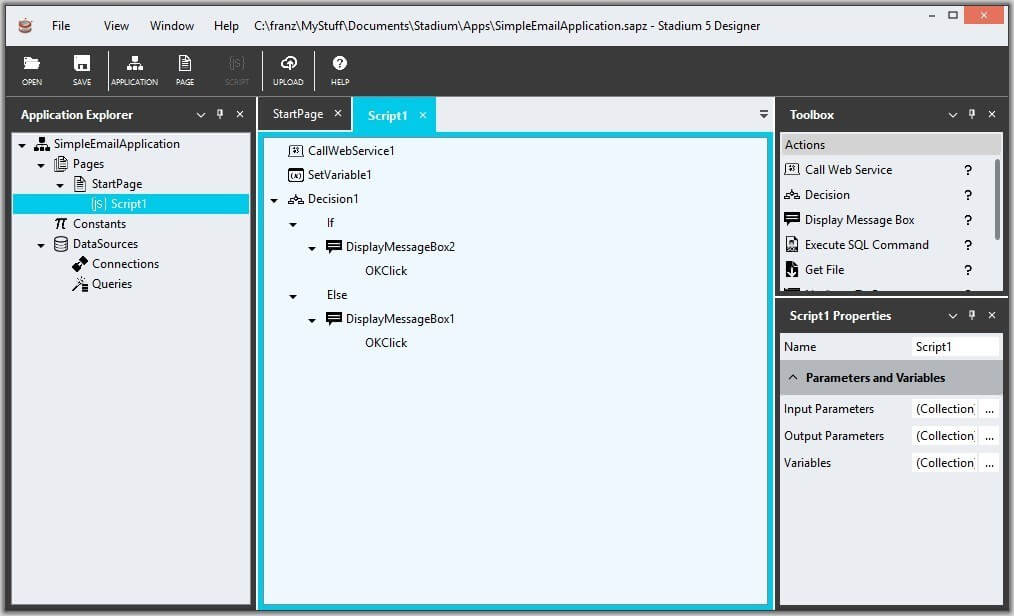 File View Window Help C:\franz\MyStuff\Documents\Stadium\Apps\SimpleEmailApplication.sapz - Stadium 5 Designer
OPEN SAVE APPLICATION PAGE SCRIPT UPLOAD HELP
Application Explorer
SimpleEmailApplication
Pages
StartPage
Script1
Constants
DataSources
Connections
Queries
StartPage Script1
CallWebService1
SetVariable1
Decision1
If
DisplayMessageBox2
OKClick
Else
DisplayMessageBox1
OKClick
Toolbox
Actions
Call Web Service ?
Decision ?
Display Message Box ?
Execute SQL Command ?
Get File ?
Script1 Properties
Name Script1
Parameters and Variables
Input Parameters (Collection ...
Output Parameters (Collection ...
Variables (Collection ...